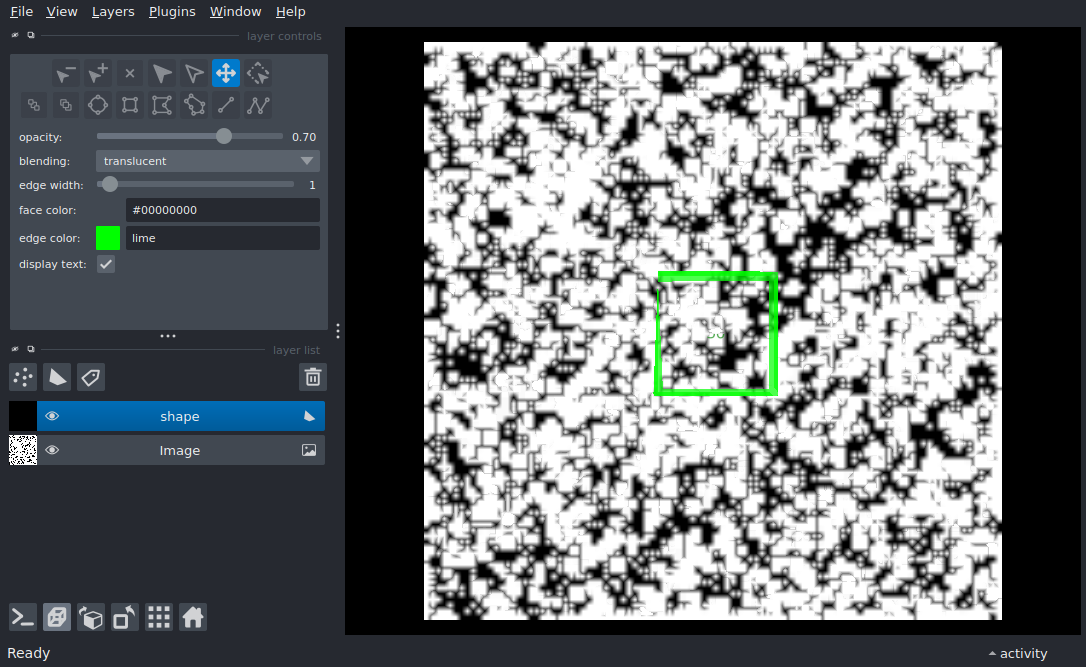 File View Layers Plugins Window Help
layer controls
opacity: 0.70
blending: translucent
edge width: 1
face color: #00000000
edge color: lime
display text:
layer list
shape
Image
Ready activity